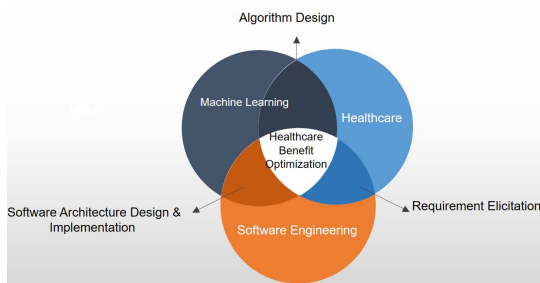 Algorithm Design
Machine Learning
Healthcare
Healthcare
Benefit
Optimization
Software Architecture Design &
Implementation
Requirement Elicitation
Software Engineering